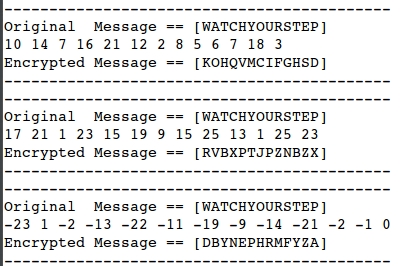 --------------------------------------------
Original  Message == [WATCHYOURSTEP]
10 14 7 16 21 12 2 8 5 6 7 18 3
Encrypted Message == [KOHQVMCIFGHSD]
--------------------------------------------
--------------------------------------------
Original  Message == [WATCHYOURSTEP]
17 21 1 23 15 19 9 15 25 13 1 25 23
Encrypted Message == [RVBXPTJPZNBZX]
--------------------------------------------
--------------------------------------------
Original  Message == [WATCHYOURSTEP]
-23 1 -2 -13 -22 -11 -19 -9 -14 -21 -2 -1 0
Encrypted Message == [DBYNEPHRMFYZA]
--------------------------------------------